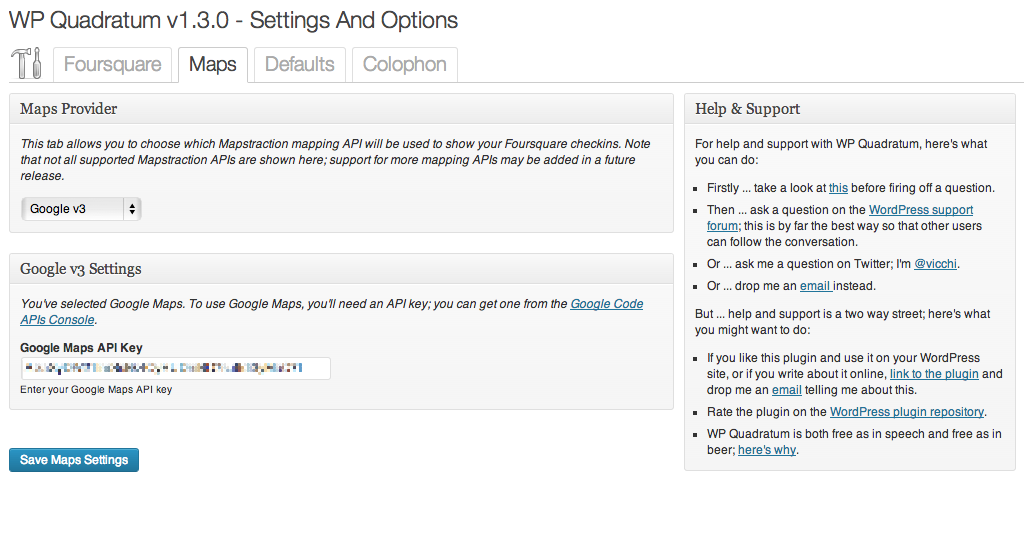 WP Quadratum v1.3.0 - Settings And Options
Foursquare
Maps
Defaults
Colophon
Maps Provider
This tab allows you to choose which Mapstraction mapping API will be used to show your Foursquare checkins. Note
that not all supported Mapstraction APIs are shown here; support for more mapping APIs may be added in a future
release.
Google v3
Google v3 Settings
You've selected Google Maps. To use Google Maps, you'll need an API key; you can get one from the Google Code
APIs Console.
Google Maps API Key
Enter your Google Maps API key
Save Maps Settings
Help & Support
For help and support with WP Quadratum, here's what
you can do:
Firstly ... take a look at this before firing off a question.
Then ... ask a question on the WordPress support
forum; this is by far the best way so that other users
can follow the conversation.
Or ... ask me a question on Twitter; I'm @vicchi.
Or ... drop me an email instead.
But ... help and support is a two way street; here's what
you might want to do:
If you like this plugin and use it on your WordPress
site, or if you write about it online, link to the plugin and
drop me an email telling me about this.
Rate the plugin on the WordPress plugin repository.
WP Quadratum is both free as in speech and free as in
beer; here's why.